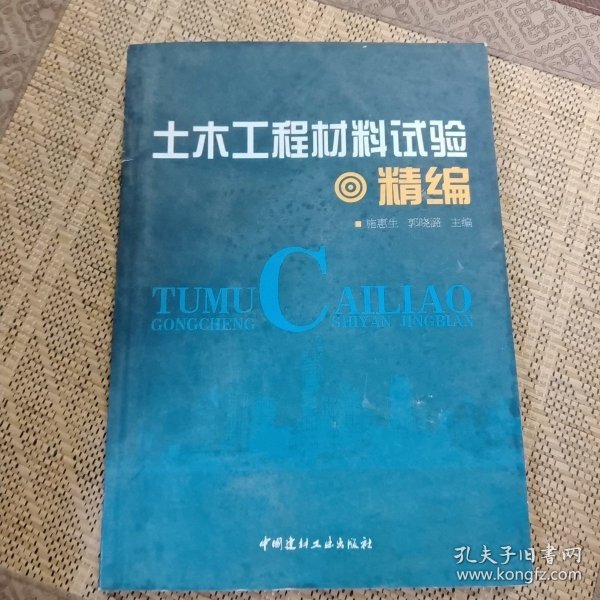 土木工程材料试验
精编
施惠生 郭晓潞 主编
TUMU CAILIAO
GONGCHENG SHIYAN JINGBIAN
中国建材工业出版社
孔夫子旧书网
www.kongfz.com